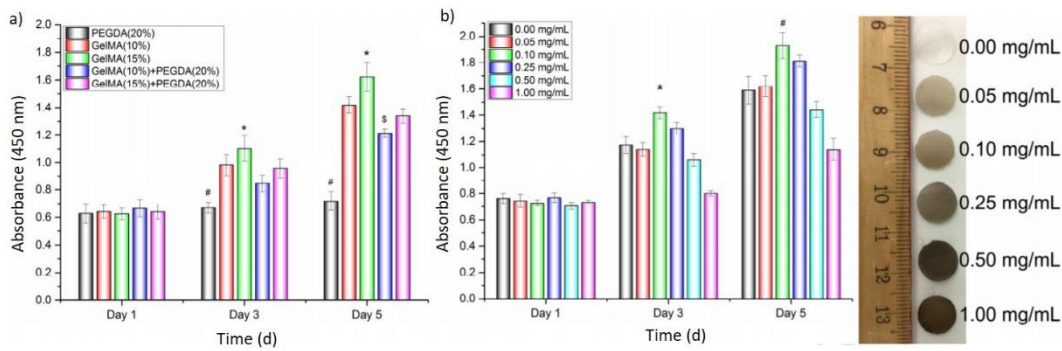 a)
PEGDA(20%)
GelMA(10%)
GelMA(15%)
GelMA(10%)+PEGDA(20%)
GelMA(15%)+PEGDA(20%)
Absorbance (450 nm)
2.0
1.8
1.6
1.4
1.2
1.0
0.8
0.6
0.4
0.2
0.0
#
*
#
*
$
Day 1
Day 3
Day 5
Time (d)
b)
0.00 mg/mL
0.05 mg/mL
0.10 mg/mL
0.25 mg/mL
0.50 mg/mL
1.00 mg/mL
Absorbance (450 nm)
2.0
1.8
1.6
1.4
1.2
1.0
0.8
0.6
0.4
0.2
0.0
*
#
Day 1
Day 3
Day 5
Time (d)
6
7
8
9
10
11
12
13
0.00 mg/mL
0.05 mg/mL
0.10 mg/mL
0.25 mg/mL
0.50 mg/mL
1.00 mg/mL